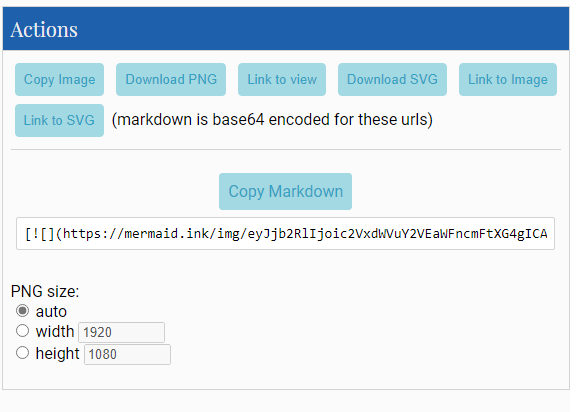 Actions
Copy Image Download PNG Link to view Download SVG Link to Image
Link to SVG (markdown is base64 encoded for these urls)
Copy Markdown
[![](https://mermaid.ink/img/eyJjb2RlIjoic2VxdWVuY2VEaWFncmFtXG4gICA
PNG size:
auto
width 1920
height 1080